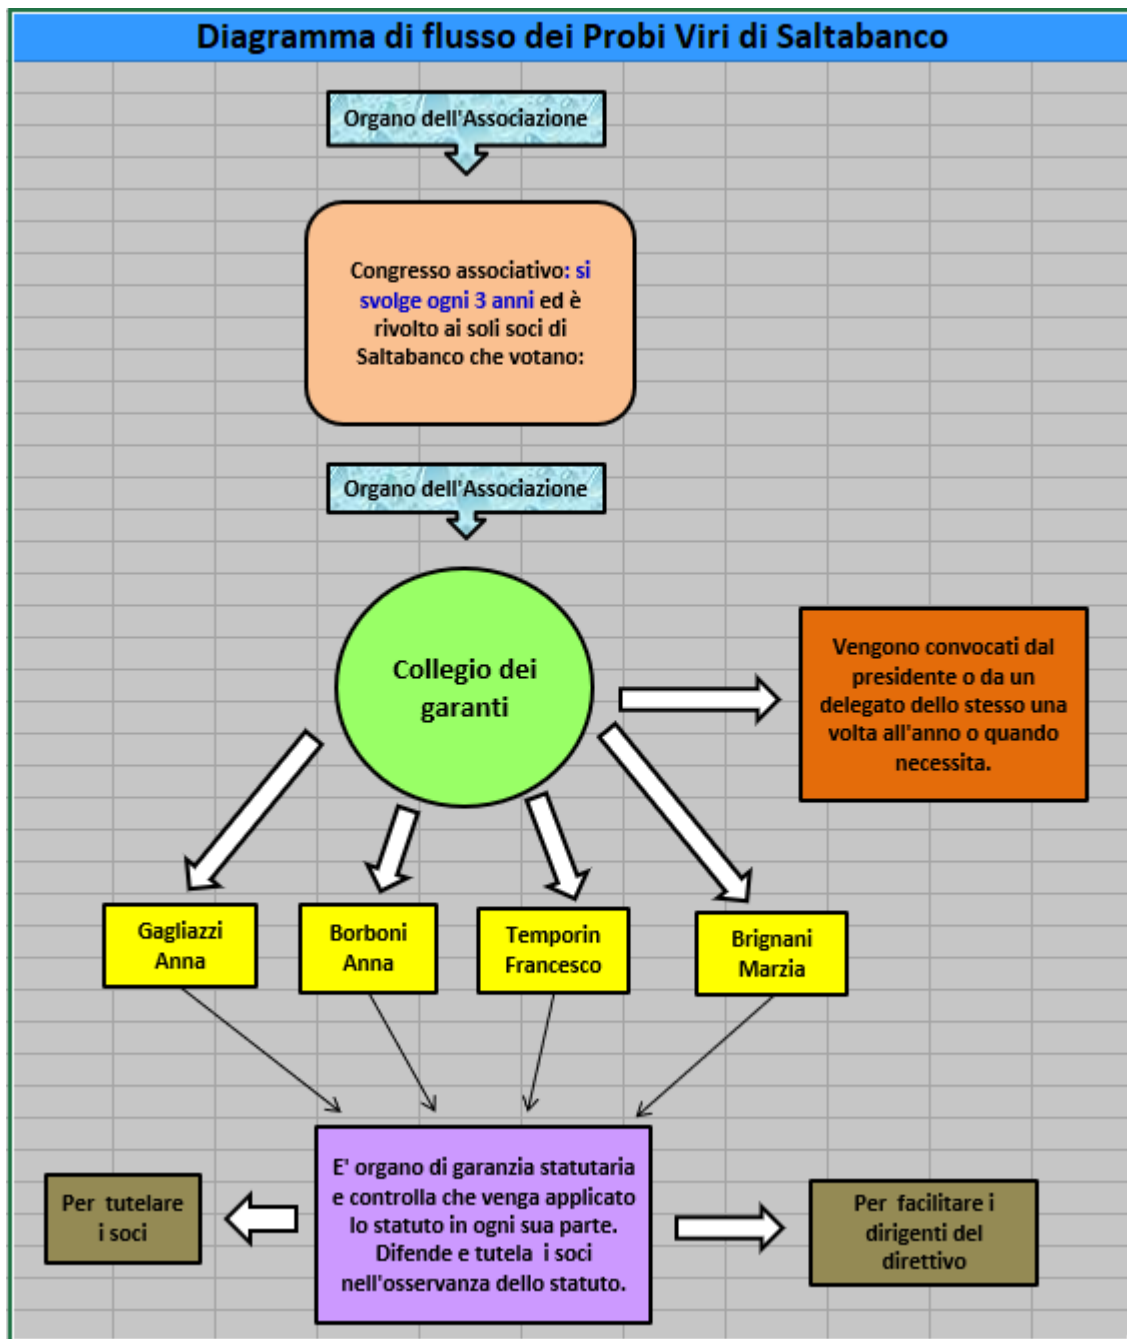 Diagramma di flusso dei Probi Viri di Saltabanco
Organo dell'Associazione
Congresso associativo: si
svolge ogni 3 anni ed è
rivolto ai soli soci di
Saltabanco che votano:
Organo dell'Associazione
Collegio dei
garanti
Vengono convocati dal
presidente o da un
delegato dello stesso una
volta all'anno o quando
necessita.
Gagliazzi
Anna
Borboni
Anna
Temporin
Francesco
Brignani
Marzia
E' organo di garanzia statutaria
e controlla che venga applicato
lo statuto in ogni sua parte.
Difende e tutela i soci
nell'osservanza dello statuto.
Per tutelare
i soci
Per facilitare i
dirigenti del
direttivo